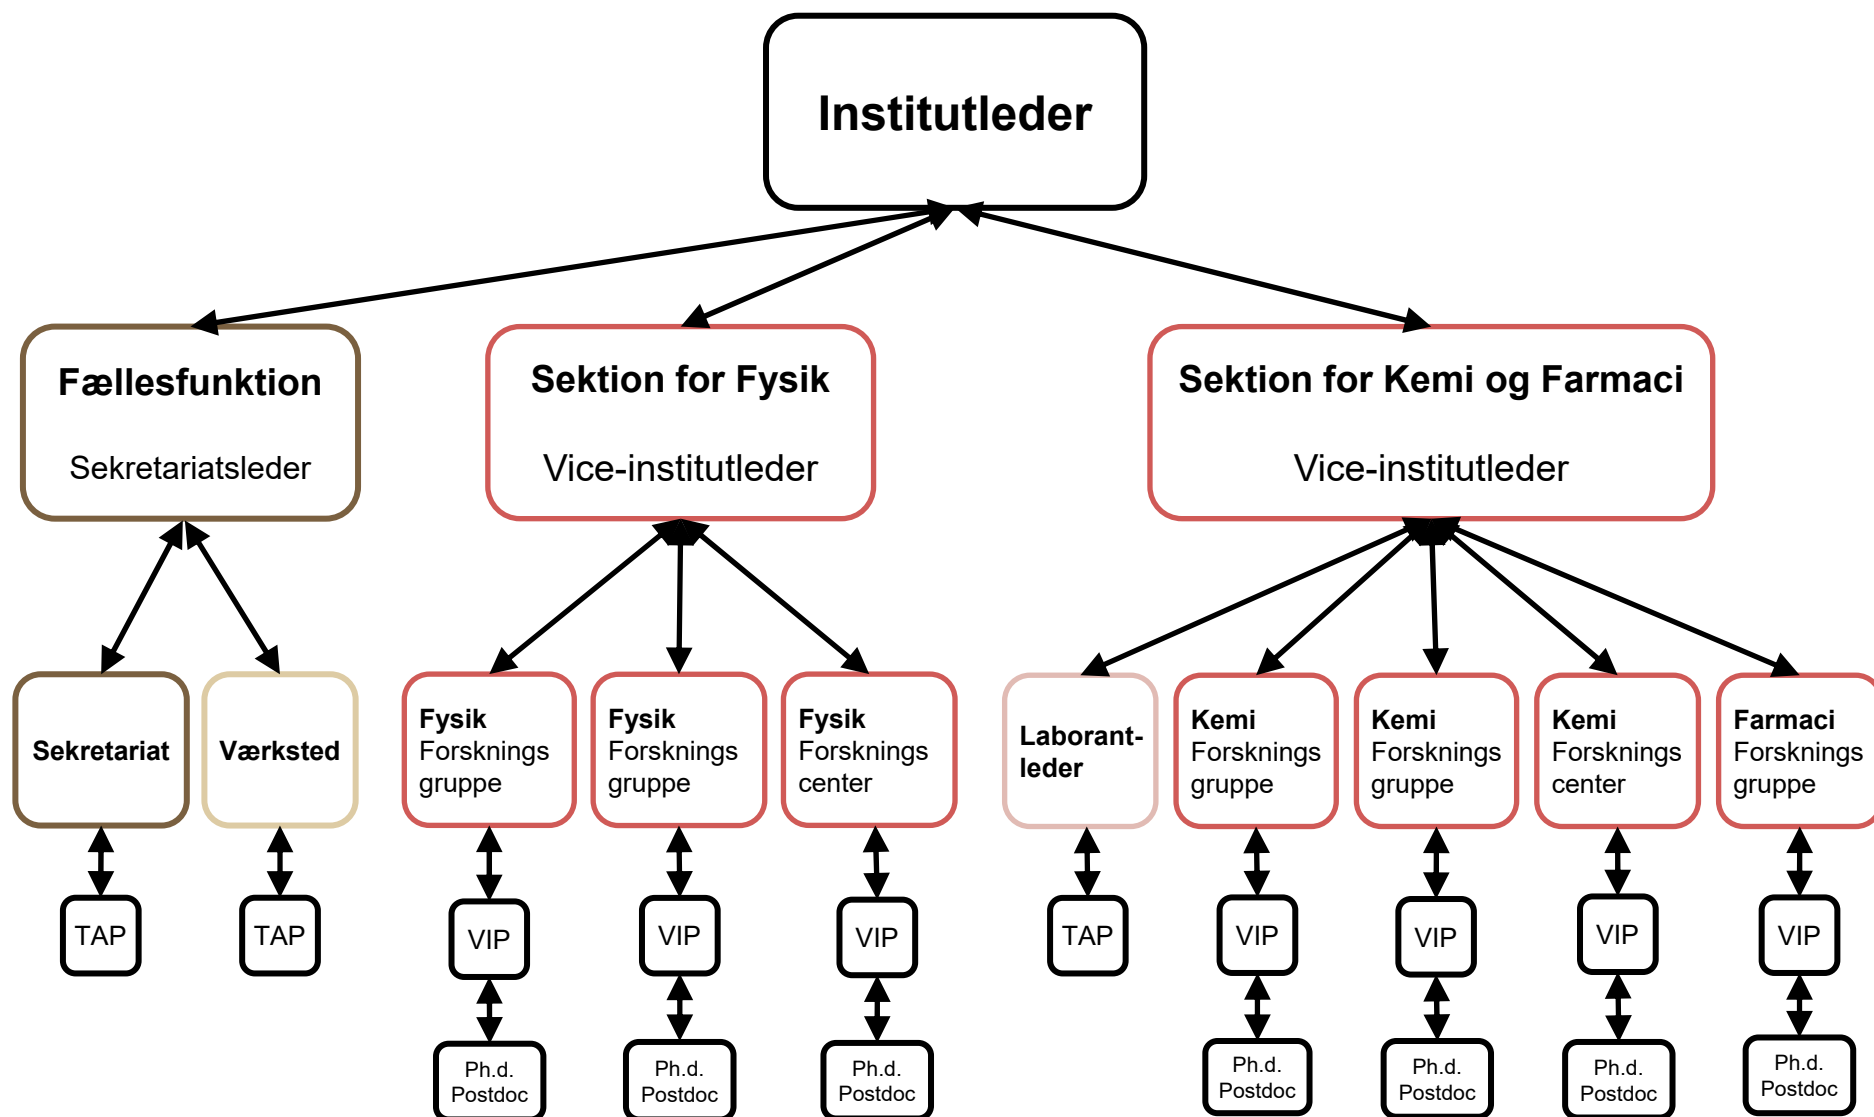 Institutleder
Fællesfunktion
Sekretariatsleder
Sektion for Fysik
Vice-institutleder
Sektion for Kemi og Farmaci
Vice-institutleder
Sekretariat
Værksted
Fysik
Forsknings
gruppe
Fysik
Forsknings
gruppe
Fysik
Forsknings
center
Laborant-
leder
Kemi
Forsknings
gruppe
Kemi
Forsknings
gruppe
Kemi
Forsknings
center
Farmaci
Forsknings
gruppe
TAP
TAP
VIP
VIP
VIP
TAP
VIP
VIP
VIP
VIP
Ph.d.
Postdoc
Ph.d.
Postdoc
Ph.d.
Postdoc
Ph.d.
Postdoc
Ph.d.
Postdoc
Ph.d.
Postdoc
Ph.d.
Postdoc